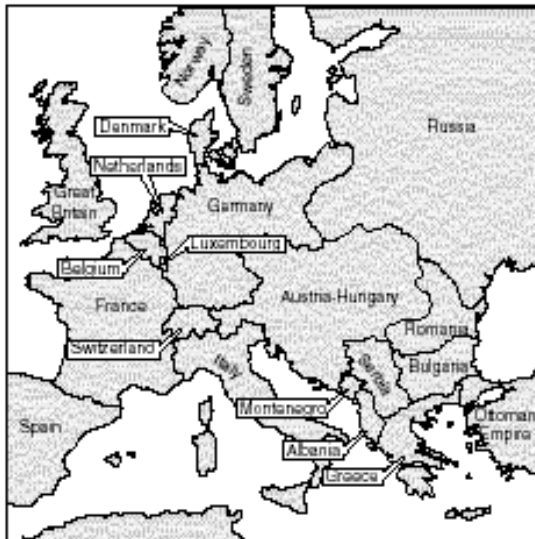 Norway
Sweden
Denmark
Russia
Netherlands
Great
Britain
Germany
Luxembourg
Belgium
France
Austria-Hungary
Romania
Switzerland
Italy
Serbia
Bulgaria
Montenegro
Spain
Ottoman
Empire
Albania
Greece